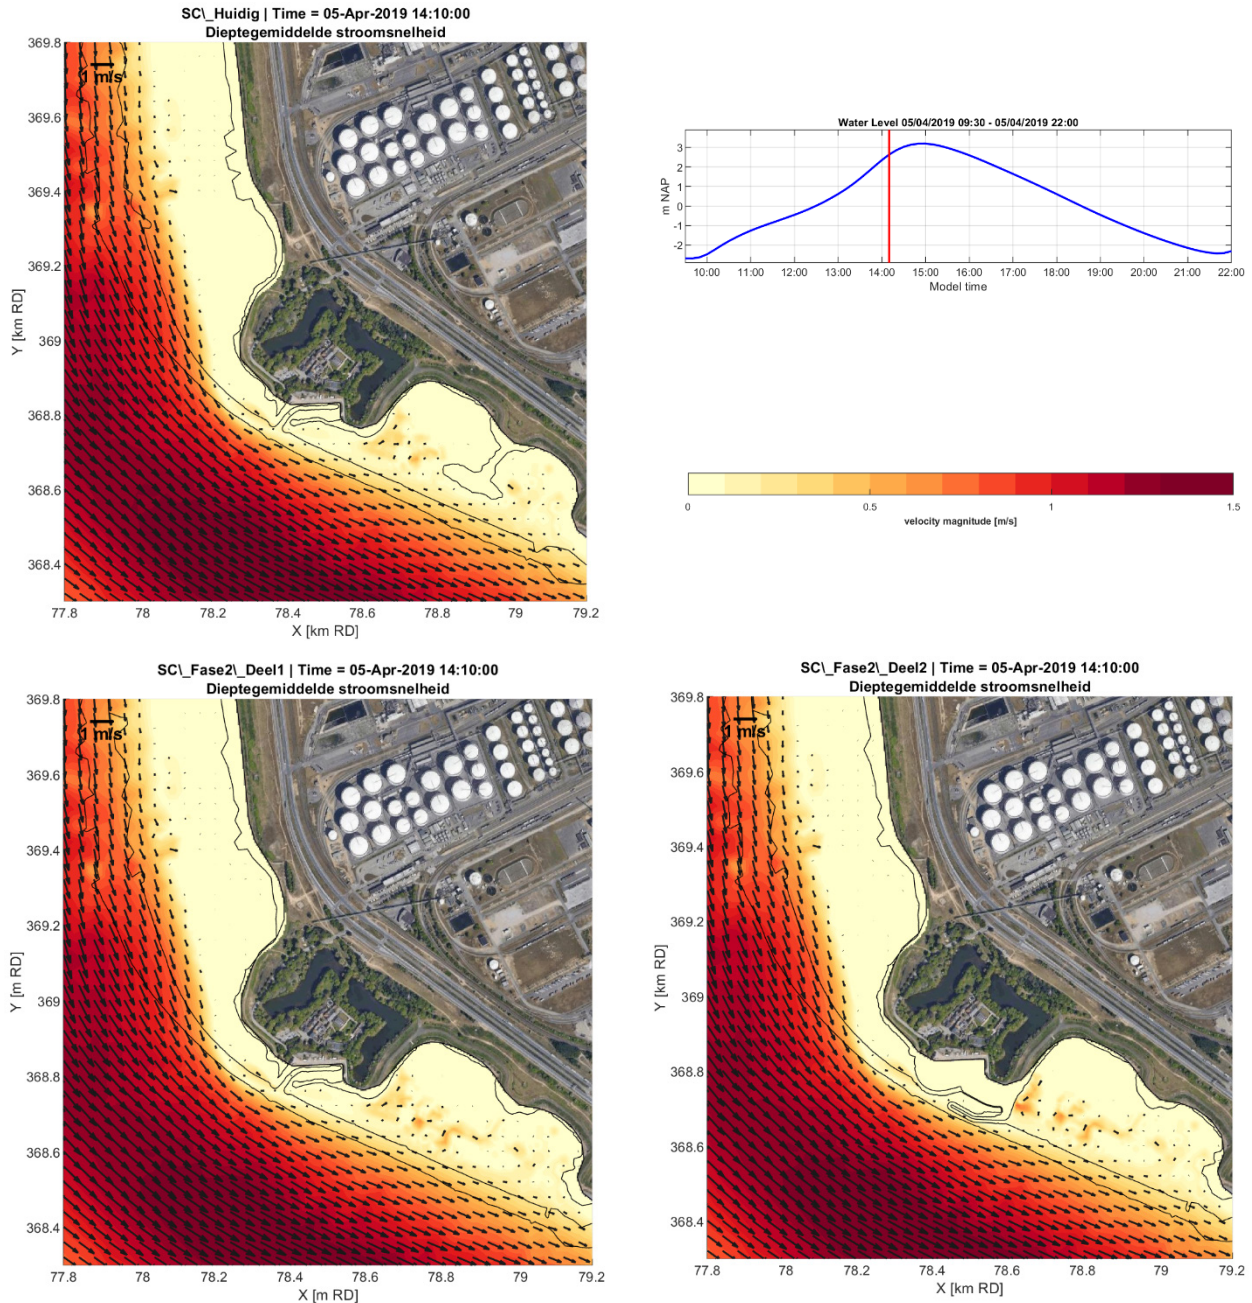 SC\_Huidig | Time = 05-Apr-2019 14:10:00
Dieptegemiddelde stroomsnelheid
1 m/s
369.8
369.6
369.4
369.2
369
368.8
368.6
368.4
Y [km RD]
77.8 78 78.2 78.4 78.6 78.8 79 79.2
X [km RD]
Water Level 05/04/2019 09:30 - 05/04/2019 22:00
3
2
1
0
-1
-2
m NAP
10:00 11:00 12:00 13:00 14:00 15:00 16:00 17:00 18:00 19:00 20:00 21:00 22:00
Model time
0 0.5 1 1.5
velocity magnitude [m/s]
SC\_Fase2\_Deel1 | Time = 05-Apr-2019 14:10:00
Dieptegemiddelde stroomsnelheid
1 m/s
369.8
369.6
369.4
369.2
369
368.8
368.6
368.4
Y [m RD]
77.8 78 78.2 78.4 78.6 78.8 79 79.2
X [m RD]
SC\_Fase2\_Deel2 | Time = 05-Apr-2019 14:10:00
Dieptegemiddelde stroomsnelheid
1 m/s
369.8
369.6
369.4
369.2
369
368.8
368.6
368.4
Y [km RD]
77.8 78 78.2 78.4 78.6 78.8 79 79.2
X [km RD]